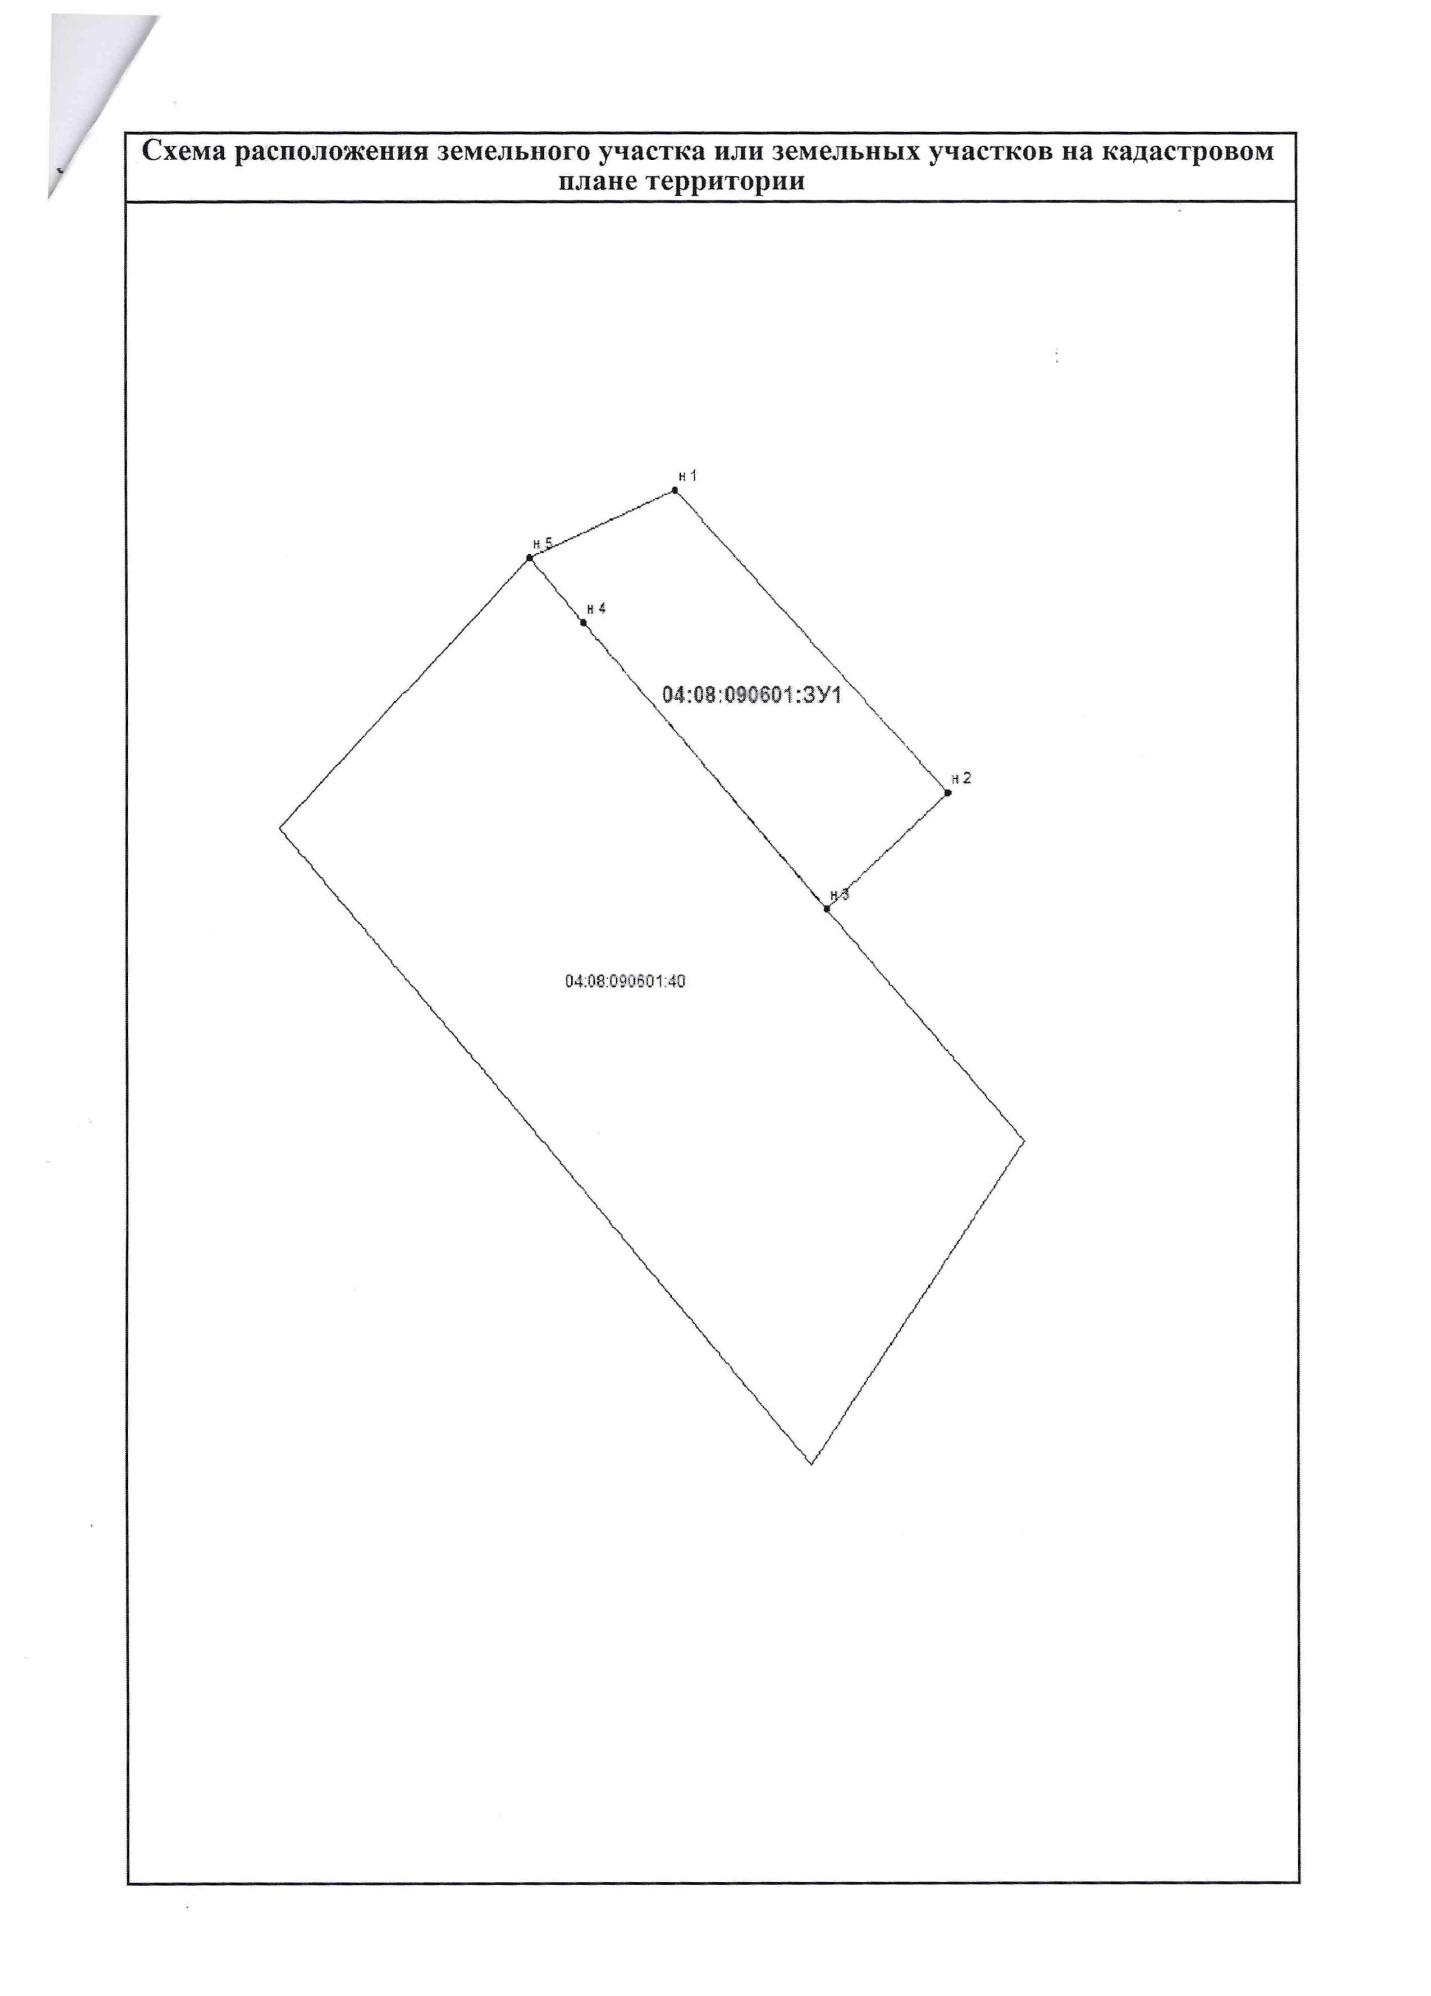 Схема расположения земельного участка или земельных участков на кадастровом
плане территории
н 1
н 5
н 4
04:08:090601:ЗУ1
н 2
н 3
04:08:090601:40